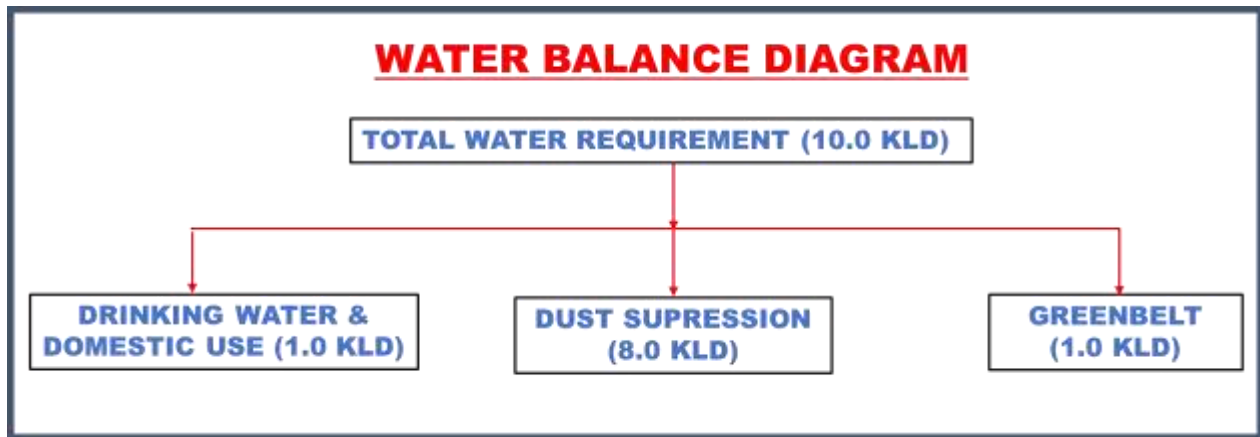 WATER BALANCE DIAGRAM
TOTAL WATER REQUIREMENT (10.0 KLD)
DRINKING WATER &
DOMESTIC USE (1.0 KLD)
DUST SUPRESSION
(8.0 KLD)
GREENBELT
(1.0 KLD)